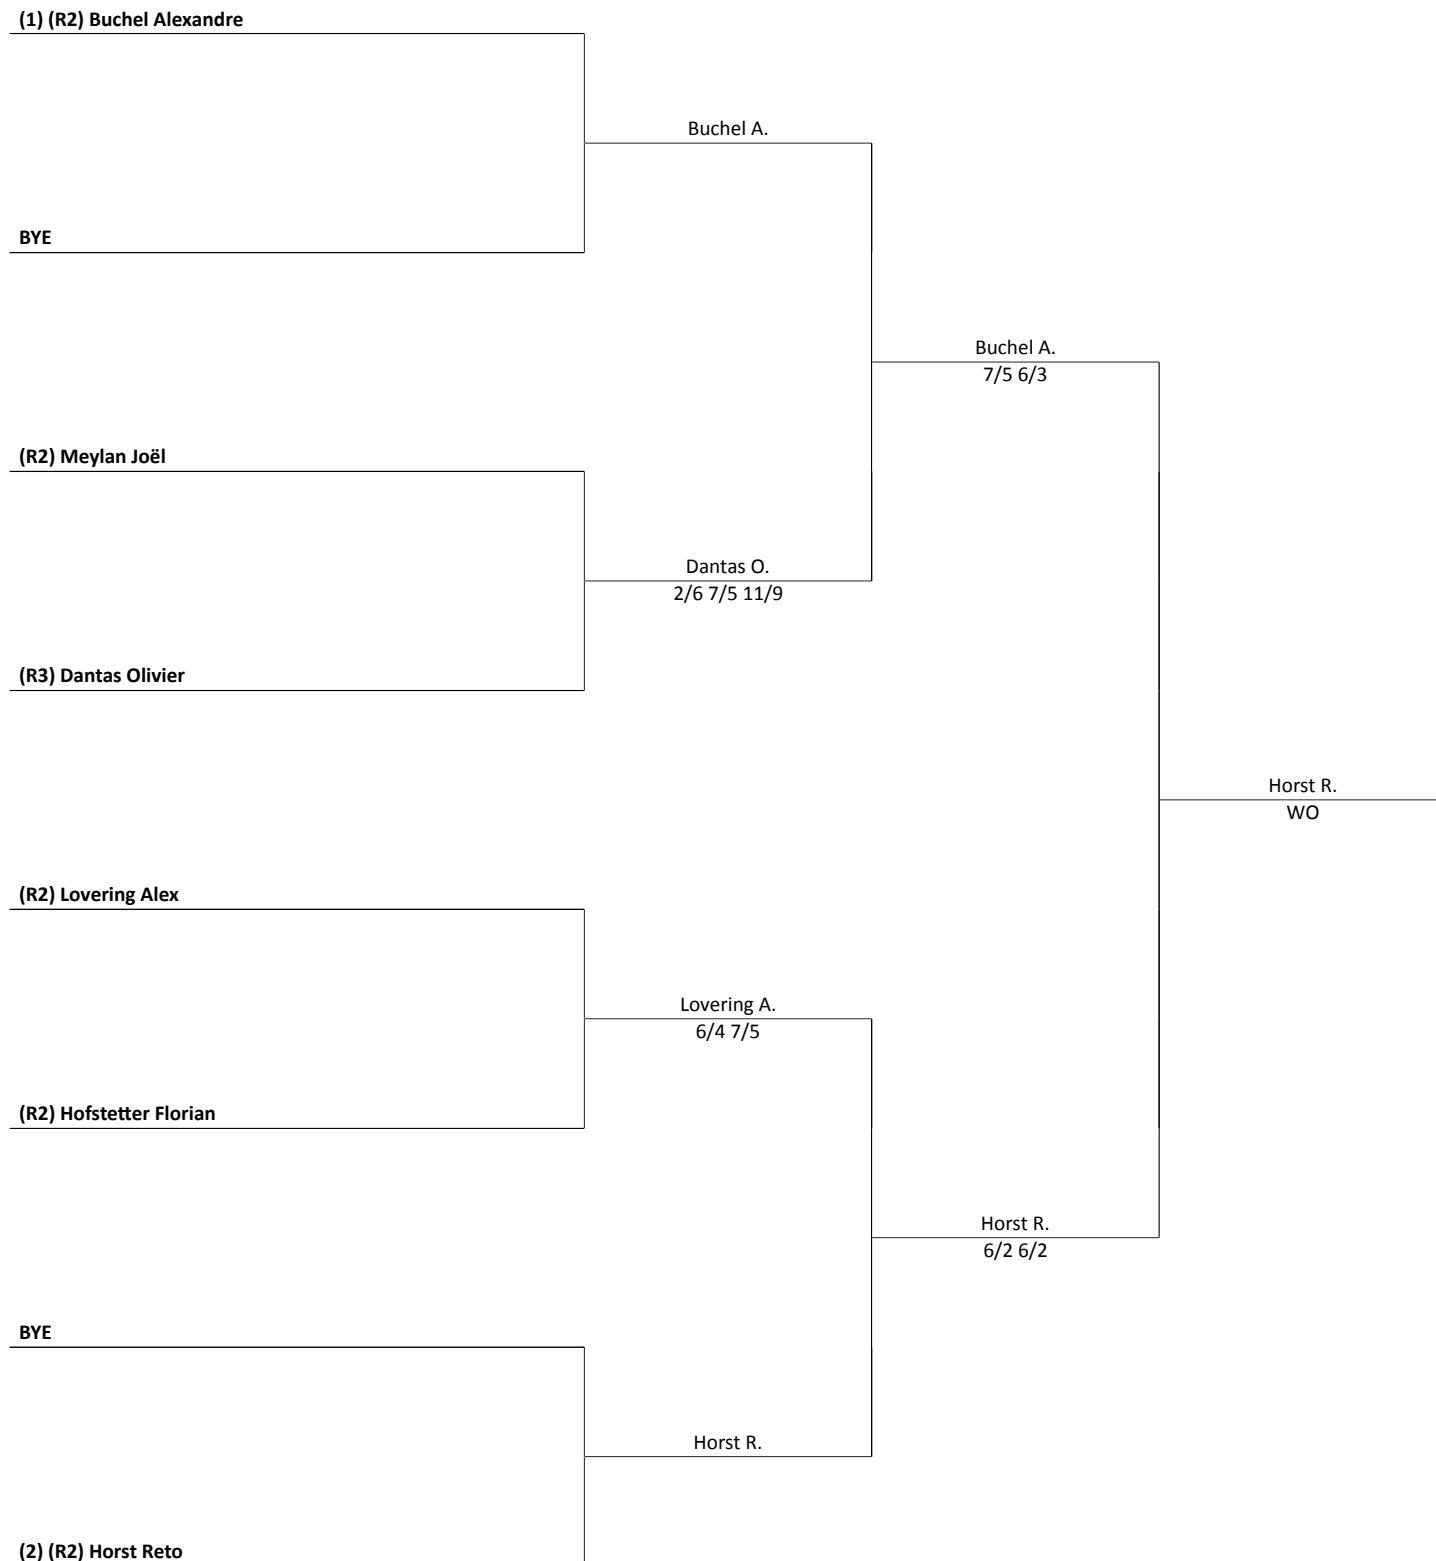 (1) (R2) Buchel Alexandre
Buchel A.
BYE
Buchel A.
7/5 6/3
(R2) Meylan Joël
Dantas O.
2/6 7/5 11/9
(R3) Dantas Olivier
Horst R.
WO
(R2) Lovering Alex
Lovering A.
6/4 7/5
(R2) Hofstetter Florian
Horst R.
6/2 6/2
BYE
Horst R.
(2) (R2) Horst Reto